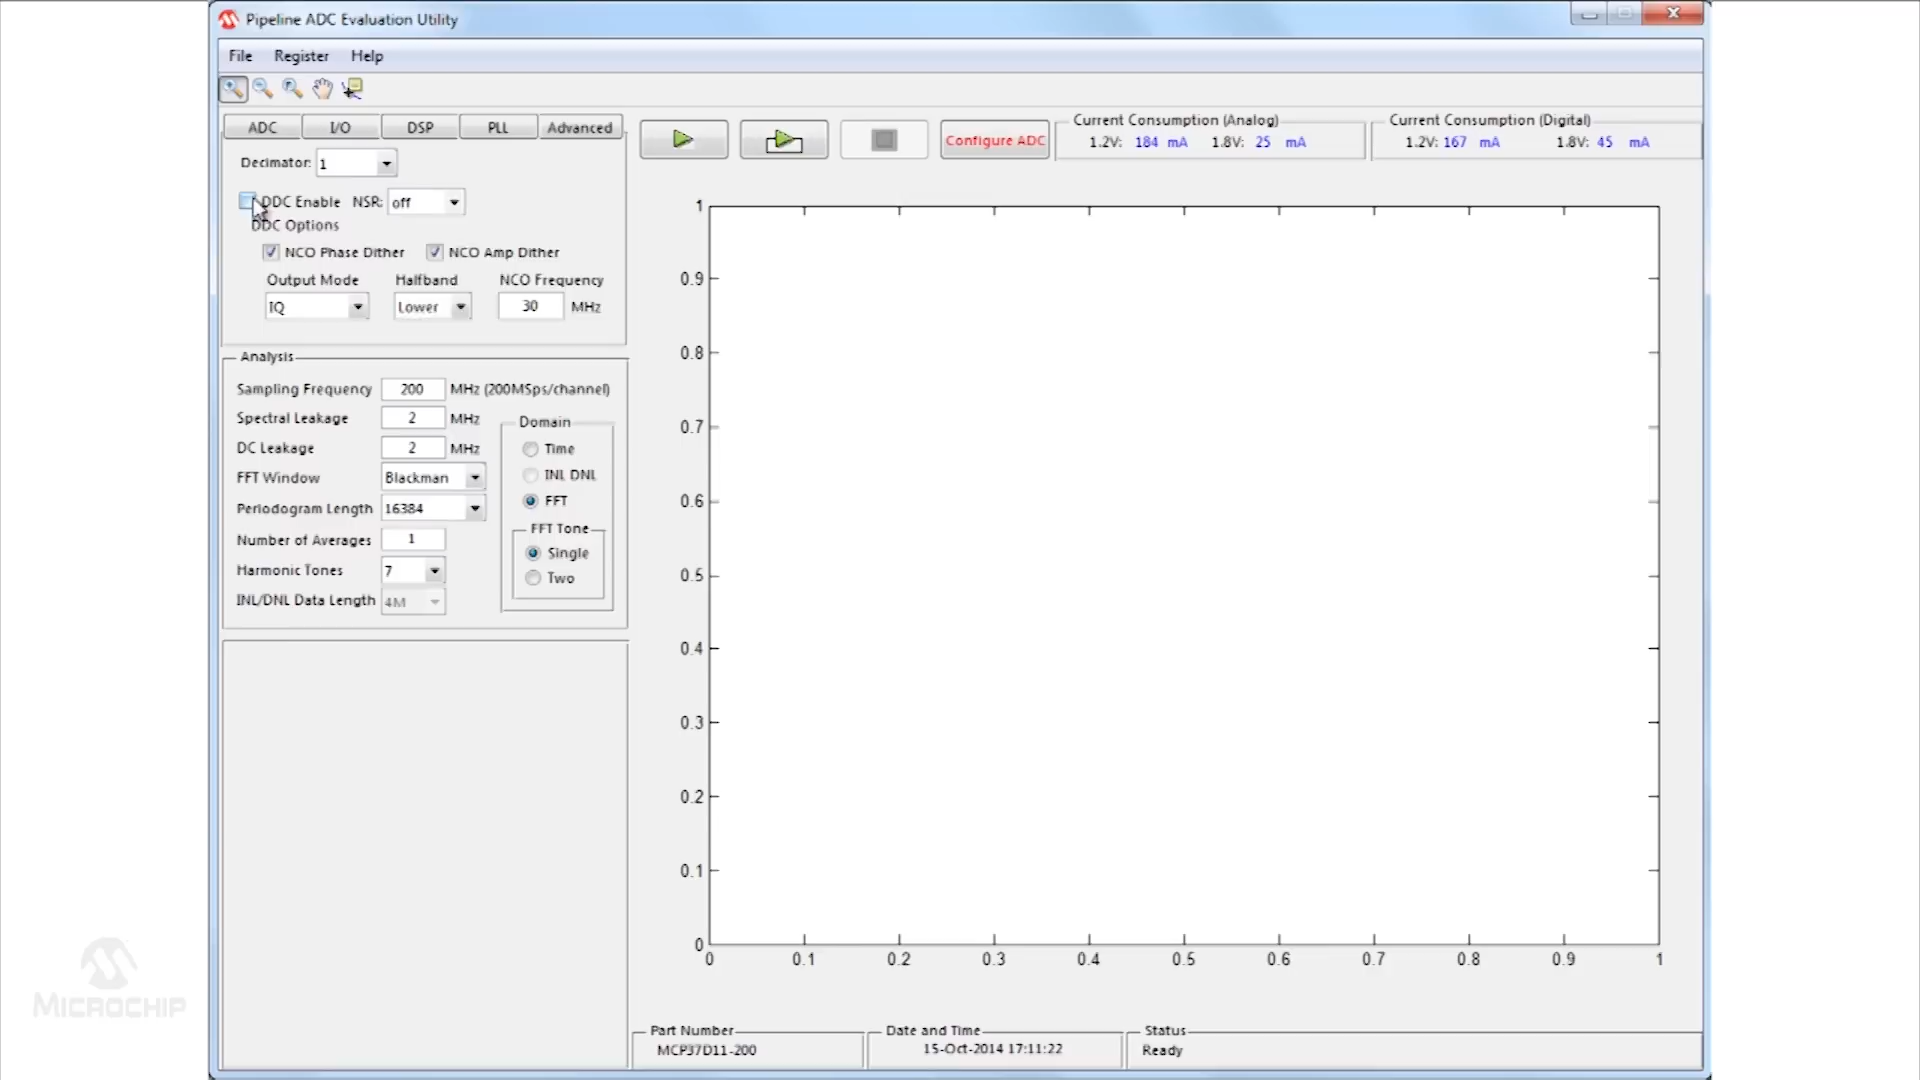 Pipeline ADC Evaluation Utility
File Register Help
ADC I/O DSP PLL Advanced
Configure ADC
Current Consumption (Analog)
1.2V: 184 mA 1.8V: 25 mA
Current Consumption (Digital)
1.2V: 167 mA 1.8V: 45 mA
Decimator: 1
DDC Enable NSR: off
DDC Options
NCO Phase Dither NCO Amp Dither
Output Mode Halfband NCO Frequency
IQ Lower 30 MHz
Analysis
Sampling Frequency 200 MHz (200MSps/channel)
Spectral Leakage 2 MHz
DC Leakage 2 MHz
FFT Window Blackman
Periodogram Length 16384
Number of Averages 1
Harmonic Tones 7
INL/DNL Data Length 4M
Domain
Time
INL DNL
FFT
FFT Tone
Single
Two
1
0.9
0.8
0.7
0.6
0.5
0.4
0.3
0.2
0.1
0
0 0.1 0.2 0.3 0.4 0.5 0.6 0.7 0.8 0.9 1
Part Number
MCP37D11-200
Date and Time
15-Oct-2014 17:11:22
Status
Ready
MICROCHIP